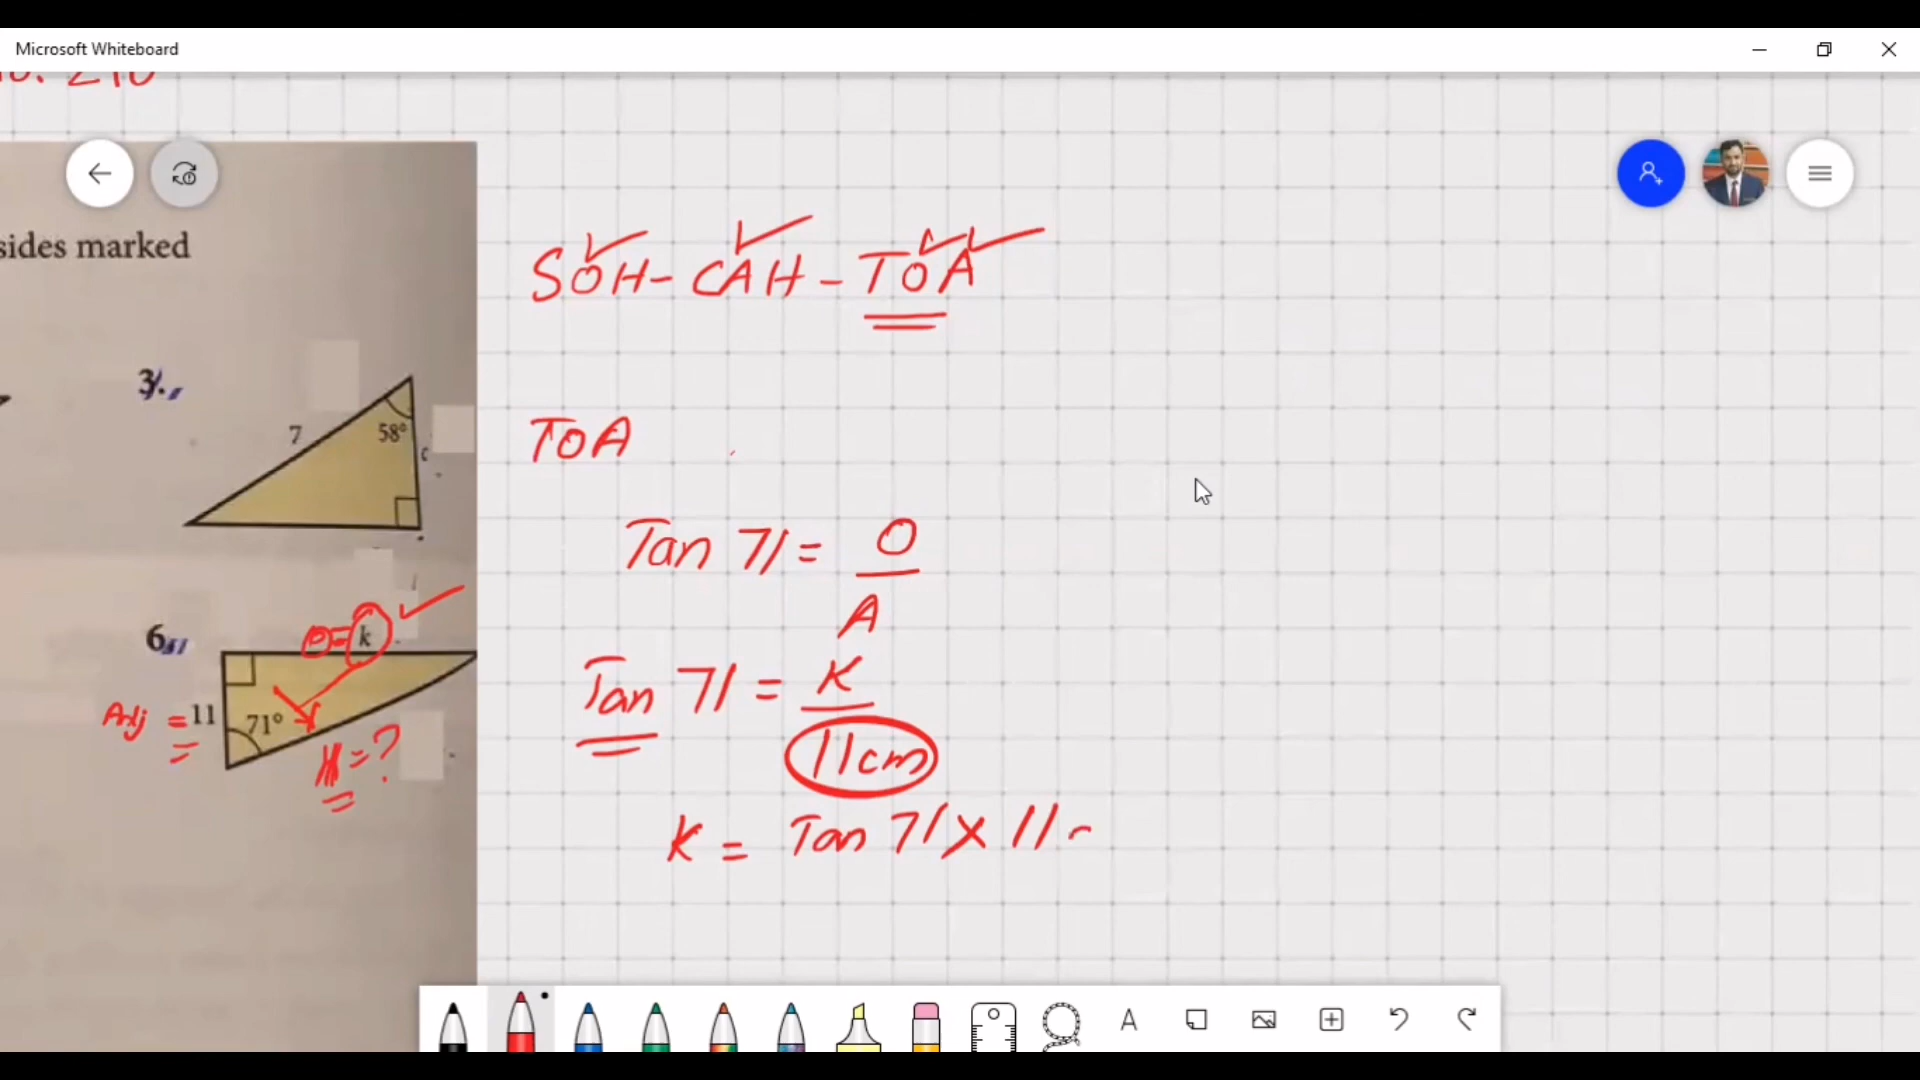 Microsoft Whiteboard
sides marked
SOH - CAH - TOA
3.
7
58°
TOA
Tan 71 = O
A
6.
O = k
Tan 71 = K
11cm
Adj = 11
71°
H = ?
K = Tan 71 X 11
A